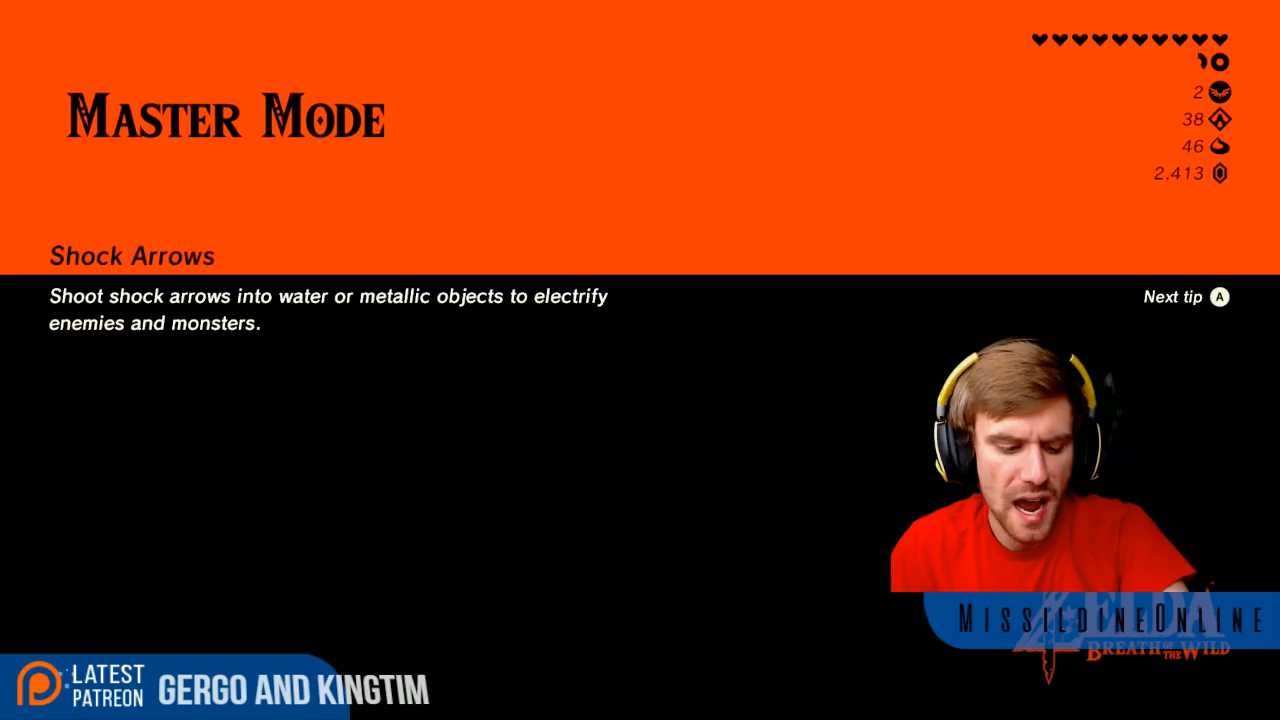 Master Mode
2
38
46
2,413
Shock Arrows
Shoot shock arrows into water or metallic objects to electrify
enemies and monsters.
Next tip A
MissildineOnline
ZELDA
BREATH OF THE WILD
LATEST
PATREON
GERGO AND KINGTIM